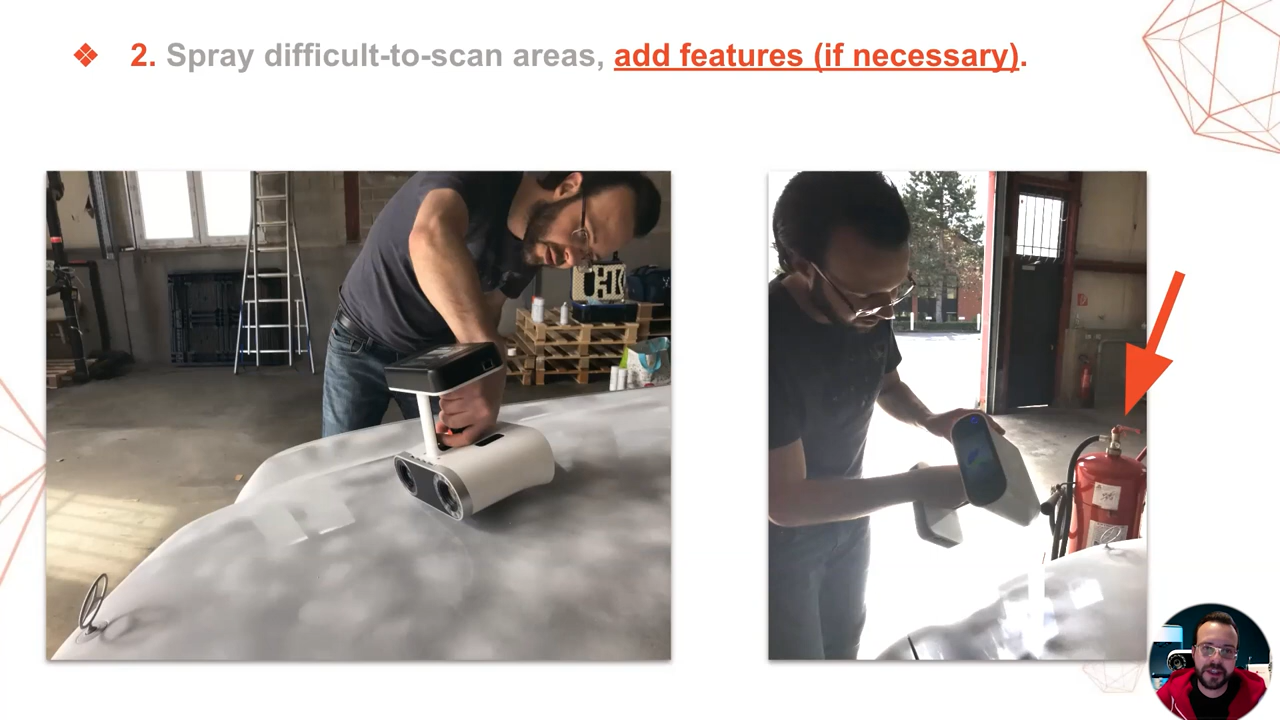 ❖ 2. Spray difficult-to-scan areas, add features (if necessary).